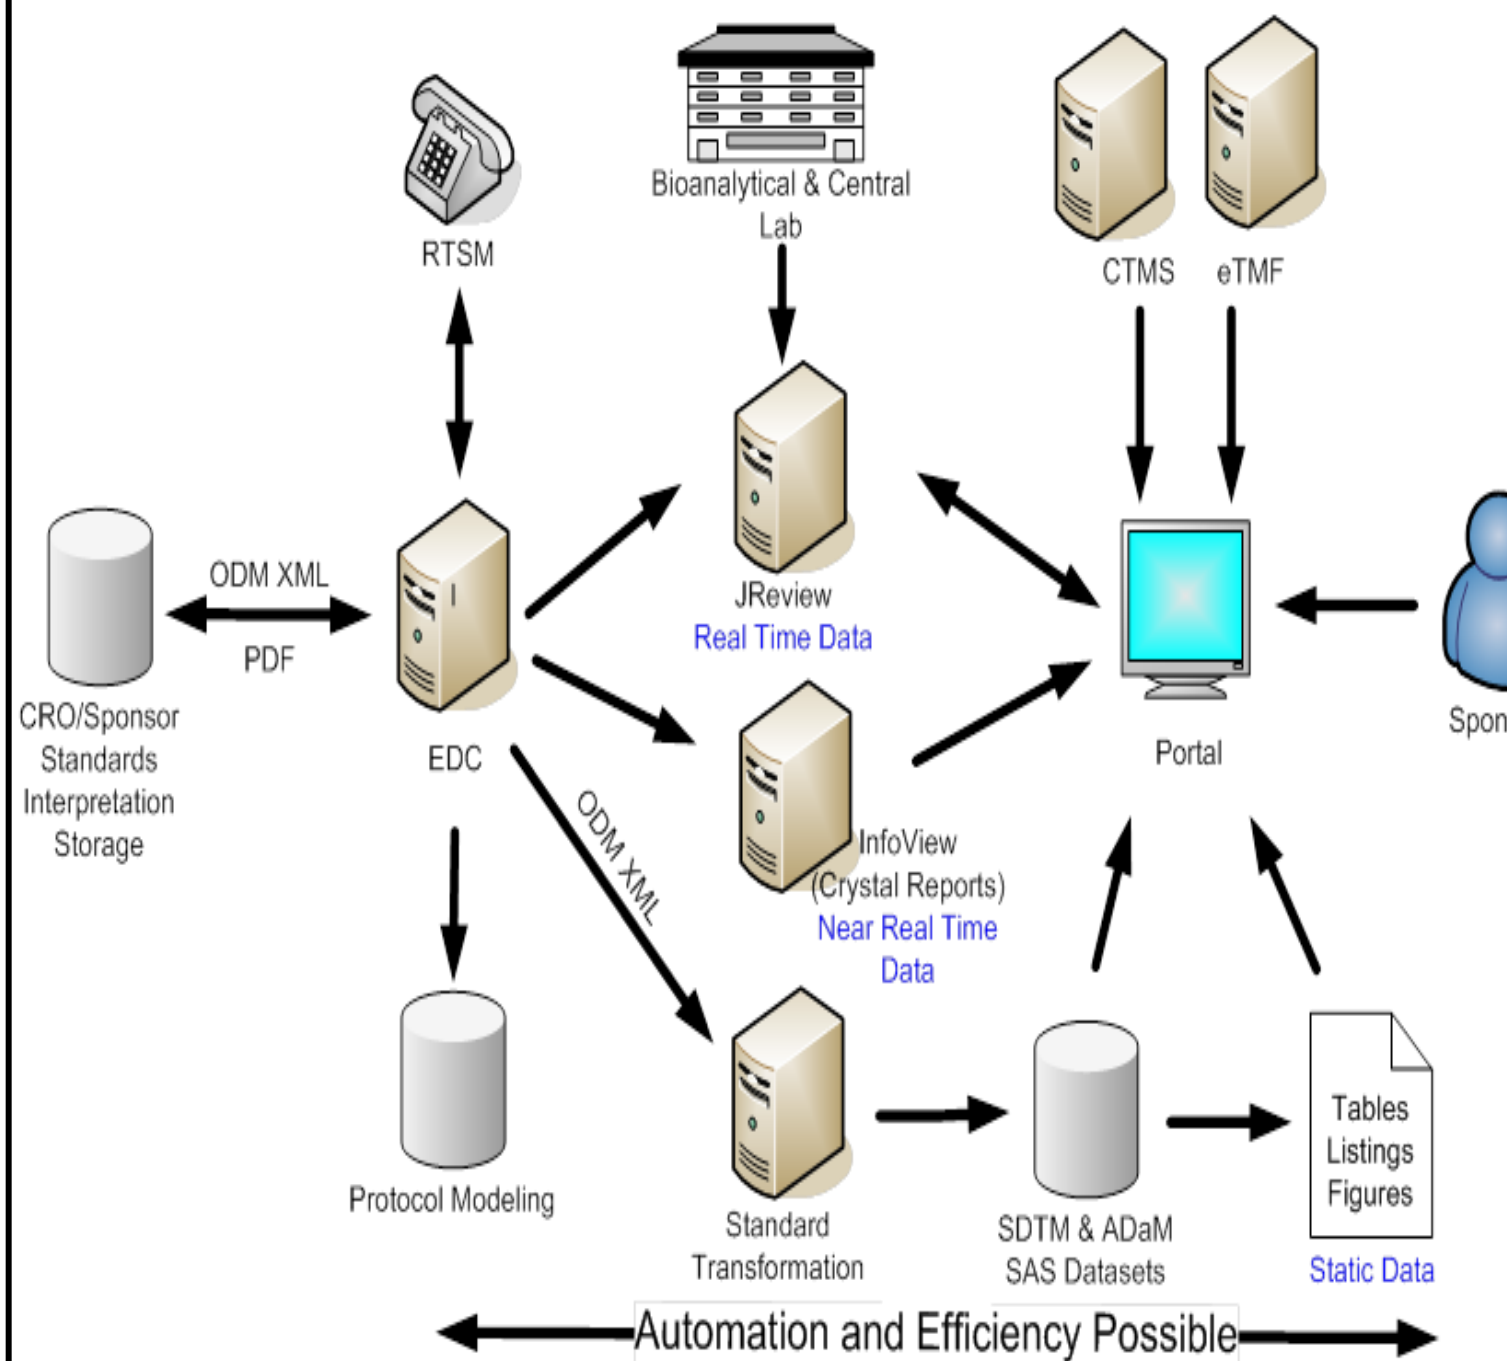 RTSM
Bioanalytical & Central
Lab
CTMS
eTMF
ODM XML
PDF
CRO/Sponsor
Standards
Interpretation
Storage
EDC
JReview
Real Time Data
Portal
Spon
ODM XML
InfoView
(Crystal Reports)
Near Real Time
Data
Protocol Modeling
Standard
Transformation
SDTM & ADaM
SAS Datasets
Tables
Listings
Figures
Static Data
Automation and Efficiency Possible